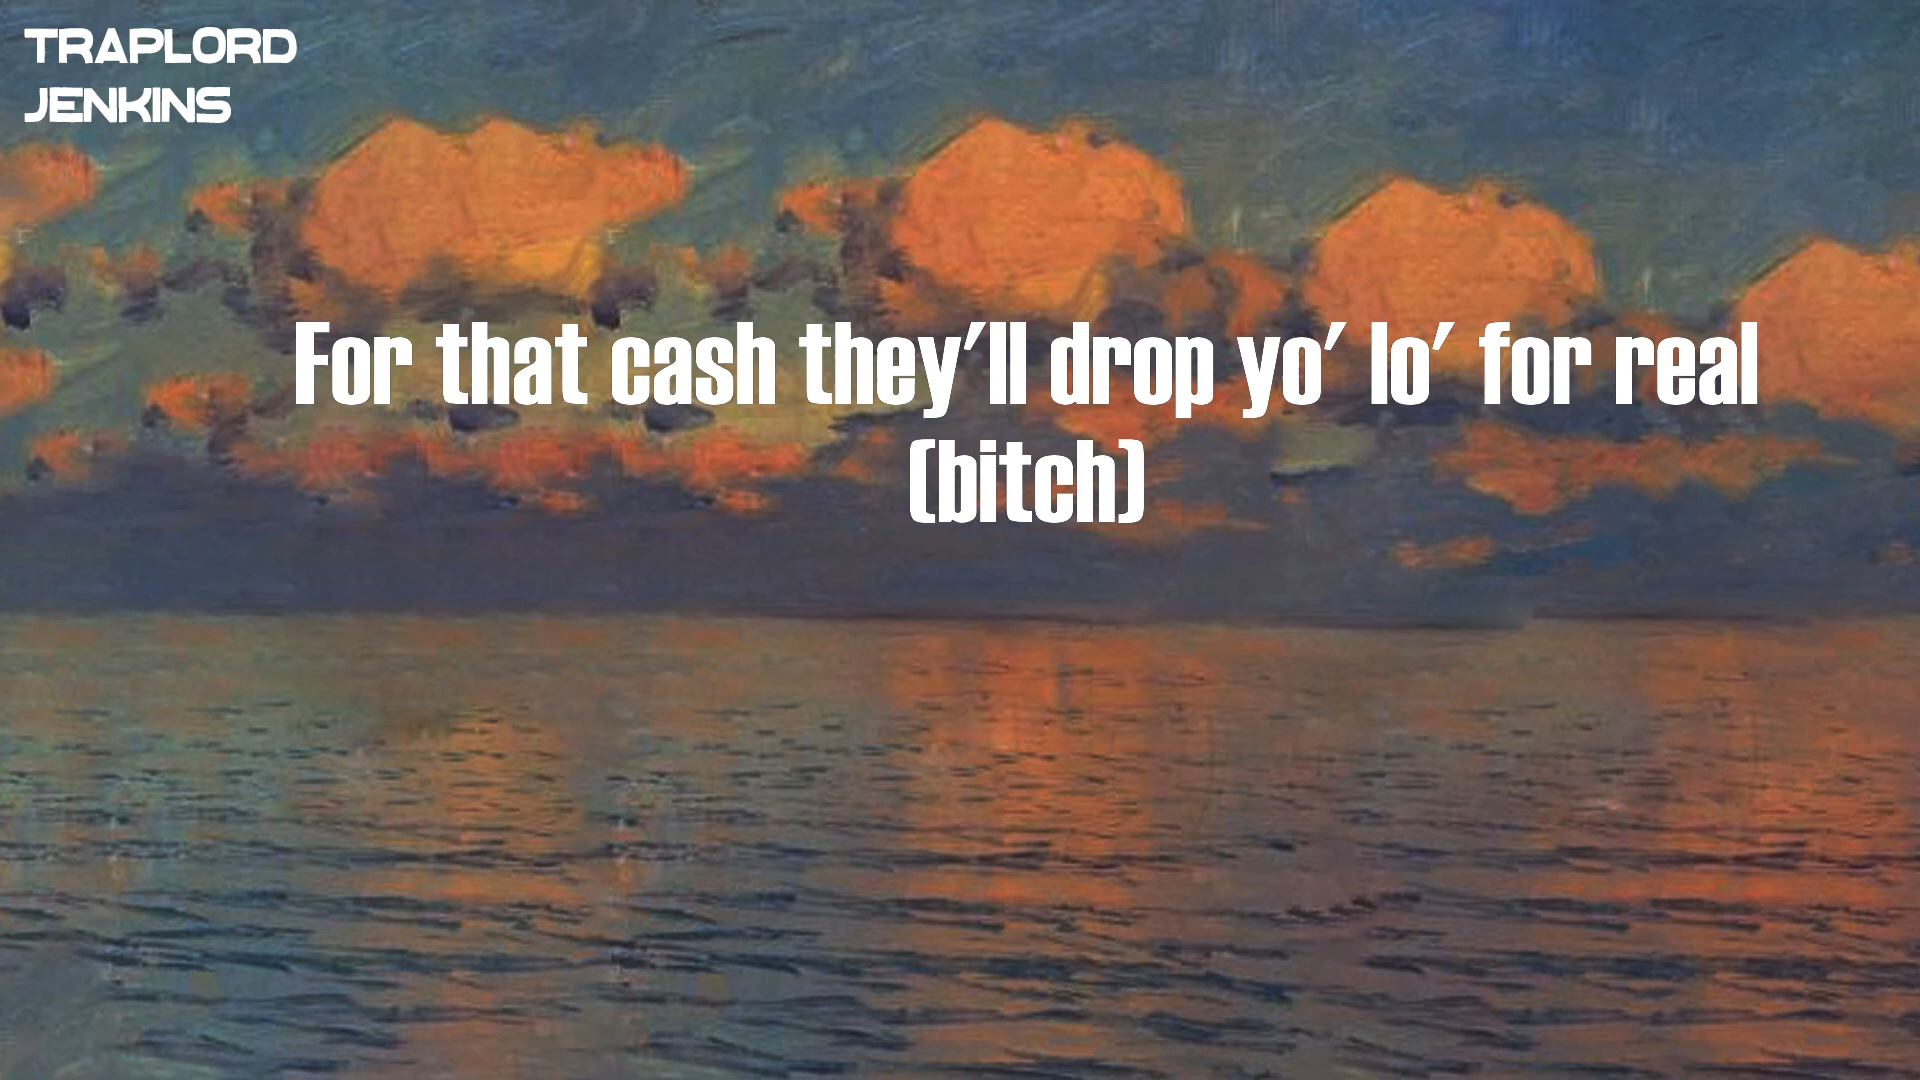 TRAPLORD
JENKINS
For that cash they'll drop yo' lo' for real
(bitch)